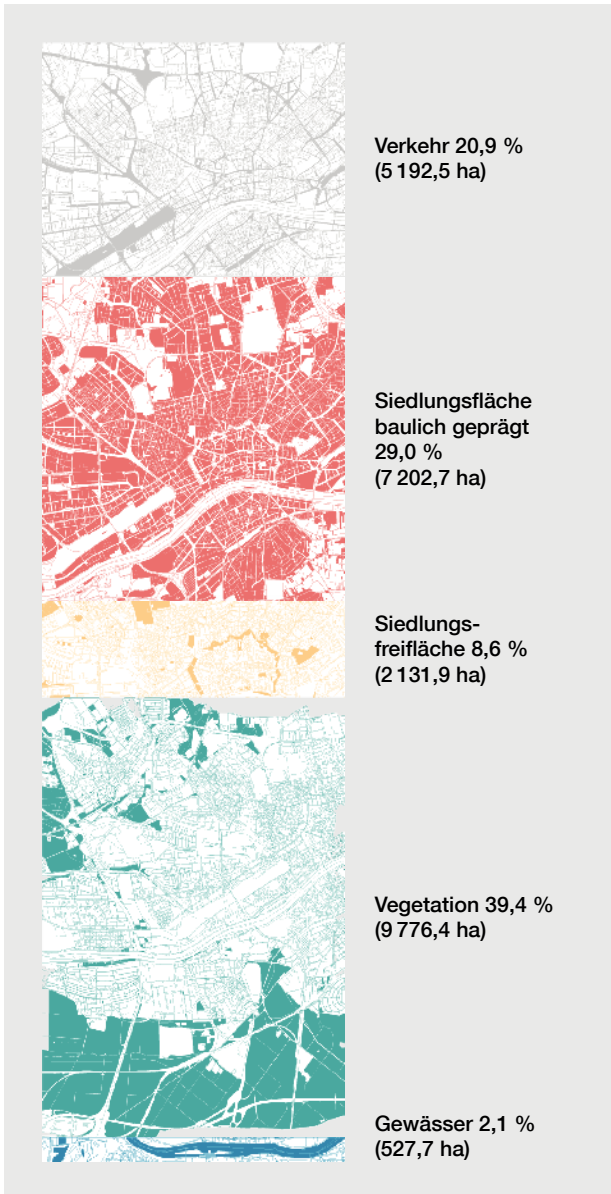 Verkehr 20,9 %
(5 192,5 ha)
Siedlungsfläche
baulich geprägt
29,0 %
(7 202,7 ha)
Siedlungs-
freifläche 8,6 %
(2 131,9 ha)
Vegetation 39,4 %
(9 776,4 ha)
Gewässer 2,1 %
(527,7 ha)